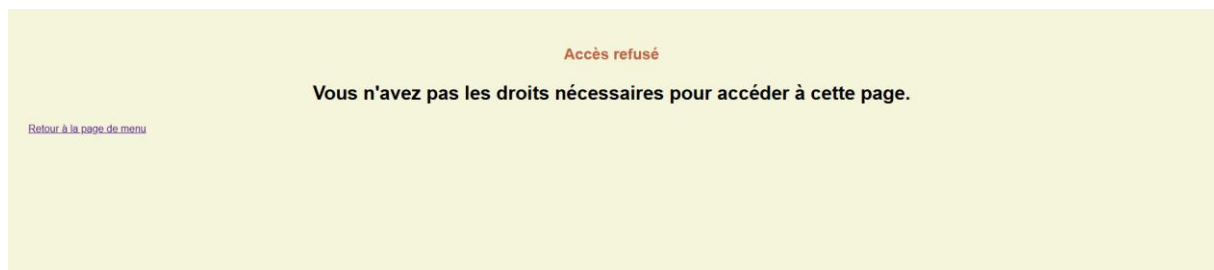 Accès refusé
Vous n'avez pas les droits nécessaires pour accéder à cette page.
Retour à la page de menu